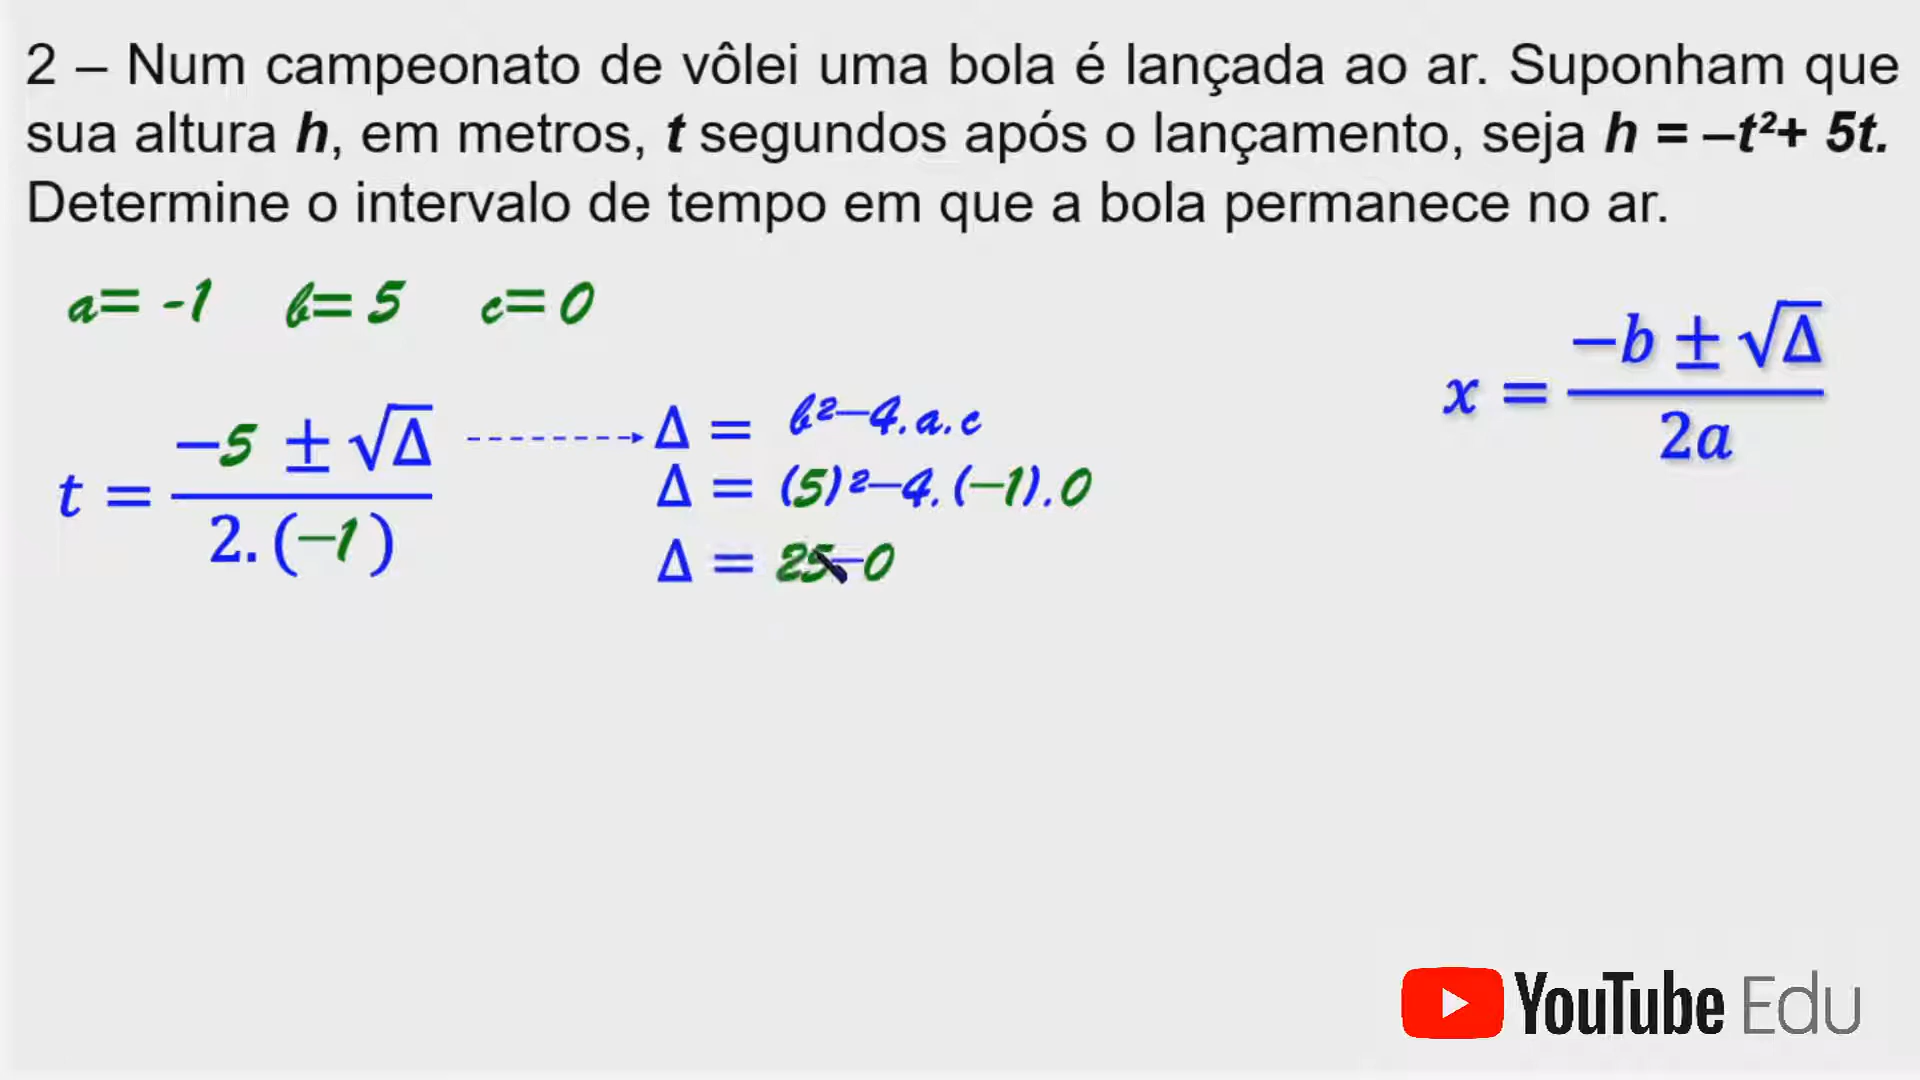 2 – Num campeonato de vôlei uma bola é lançada ao ar. Suponham que
sua altura h, em metros, t segundos após o lançamento, seja h = –t²+ 5t.
Determine o intervalo de tempo em que a bola permanece no ar.
a= -1 b= 5 c= 0
x = (−b ± √Δ) / 2a
t = (−5 ± √Δ) / 2.(−1)
Δ = b²−4.a.c
Δ = (5)²−4.(−1).0
Δ = 25−0
YouTube Edu